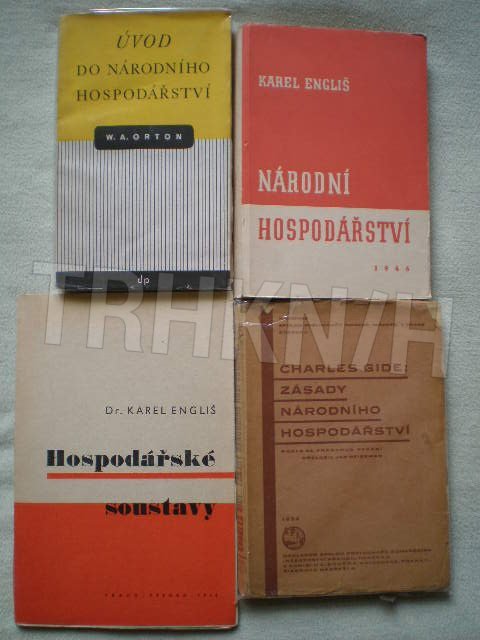 ÚVOD
DO NÁRODNÍHO
HOSPODÁŘSTVÍ
W. A. ORTON
dp
KAREL ENGLIŠ
NÁRODNÍ
HOSPODÁŘSTVÍ
1946
TRHKNIH
Dr. KAREL ENGLIŠ
Hospodářské
soustavy
CHARLES GIDE:
ZÁSADY
NÁRODNÍHO
HOSPODÁŘSTVÍ